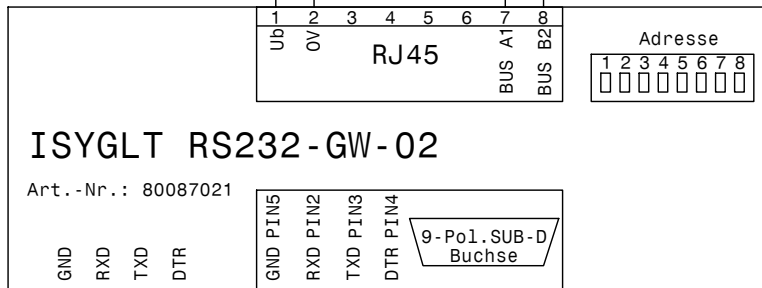 1 2 3 4 5 6 7 8
Ub 0V BUS A1 BUS B2
RJ45
Adresse
1 2 3 4 5 6 7 8
ISYGLT RS232-GW-02
Art.-Nr.: 80087021
GND RXD TXD DTR
GND PIN5
RXD PIN2
TXD PIN3
DTR PIN4
9-Pol.SUB-D
Buchse